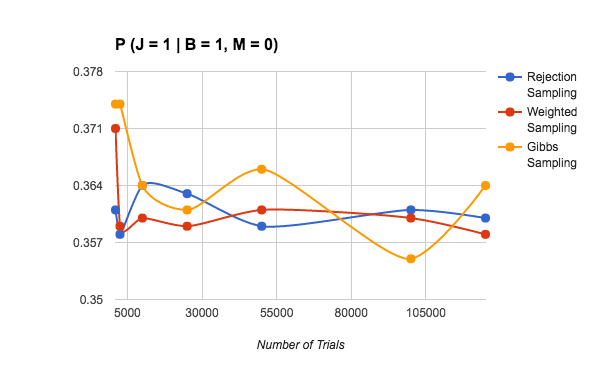 P (J = 1 | B = 1, M = 0)
0.378
0.371
0.364
0.357
0.35
5000
30000
55000
80000
105000
Number of Trials
Rejection
Sampling
Weighted
Sampling
Gibbs
Sampling